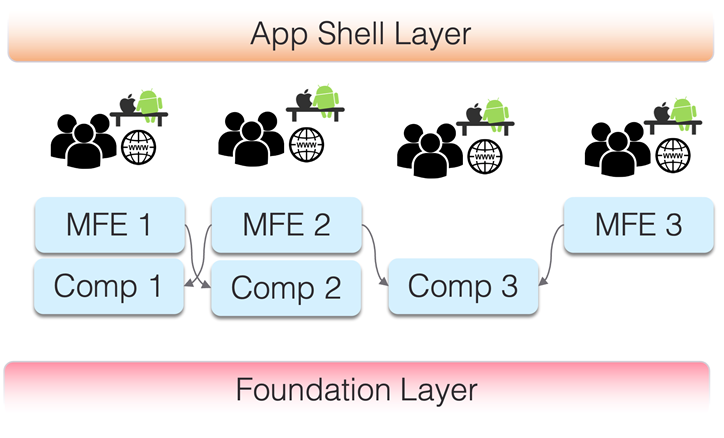 App Shell Layer
www
www
www
www
MFE 1
MFE 2
MFE 3
Comp 1
Comp 2
Comp 3
Foundation Layer